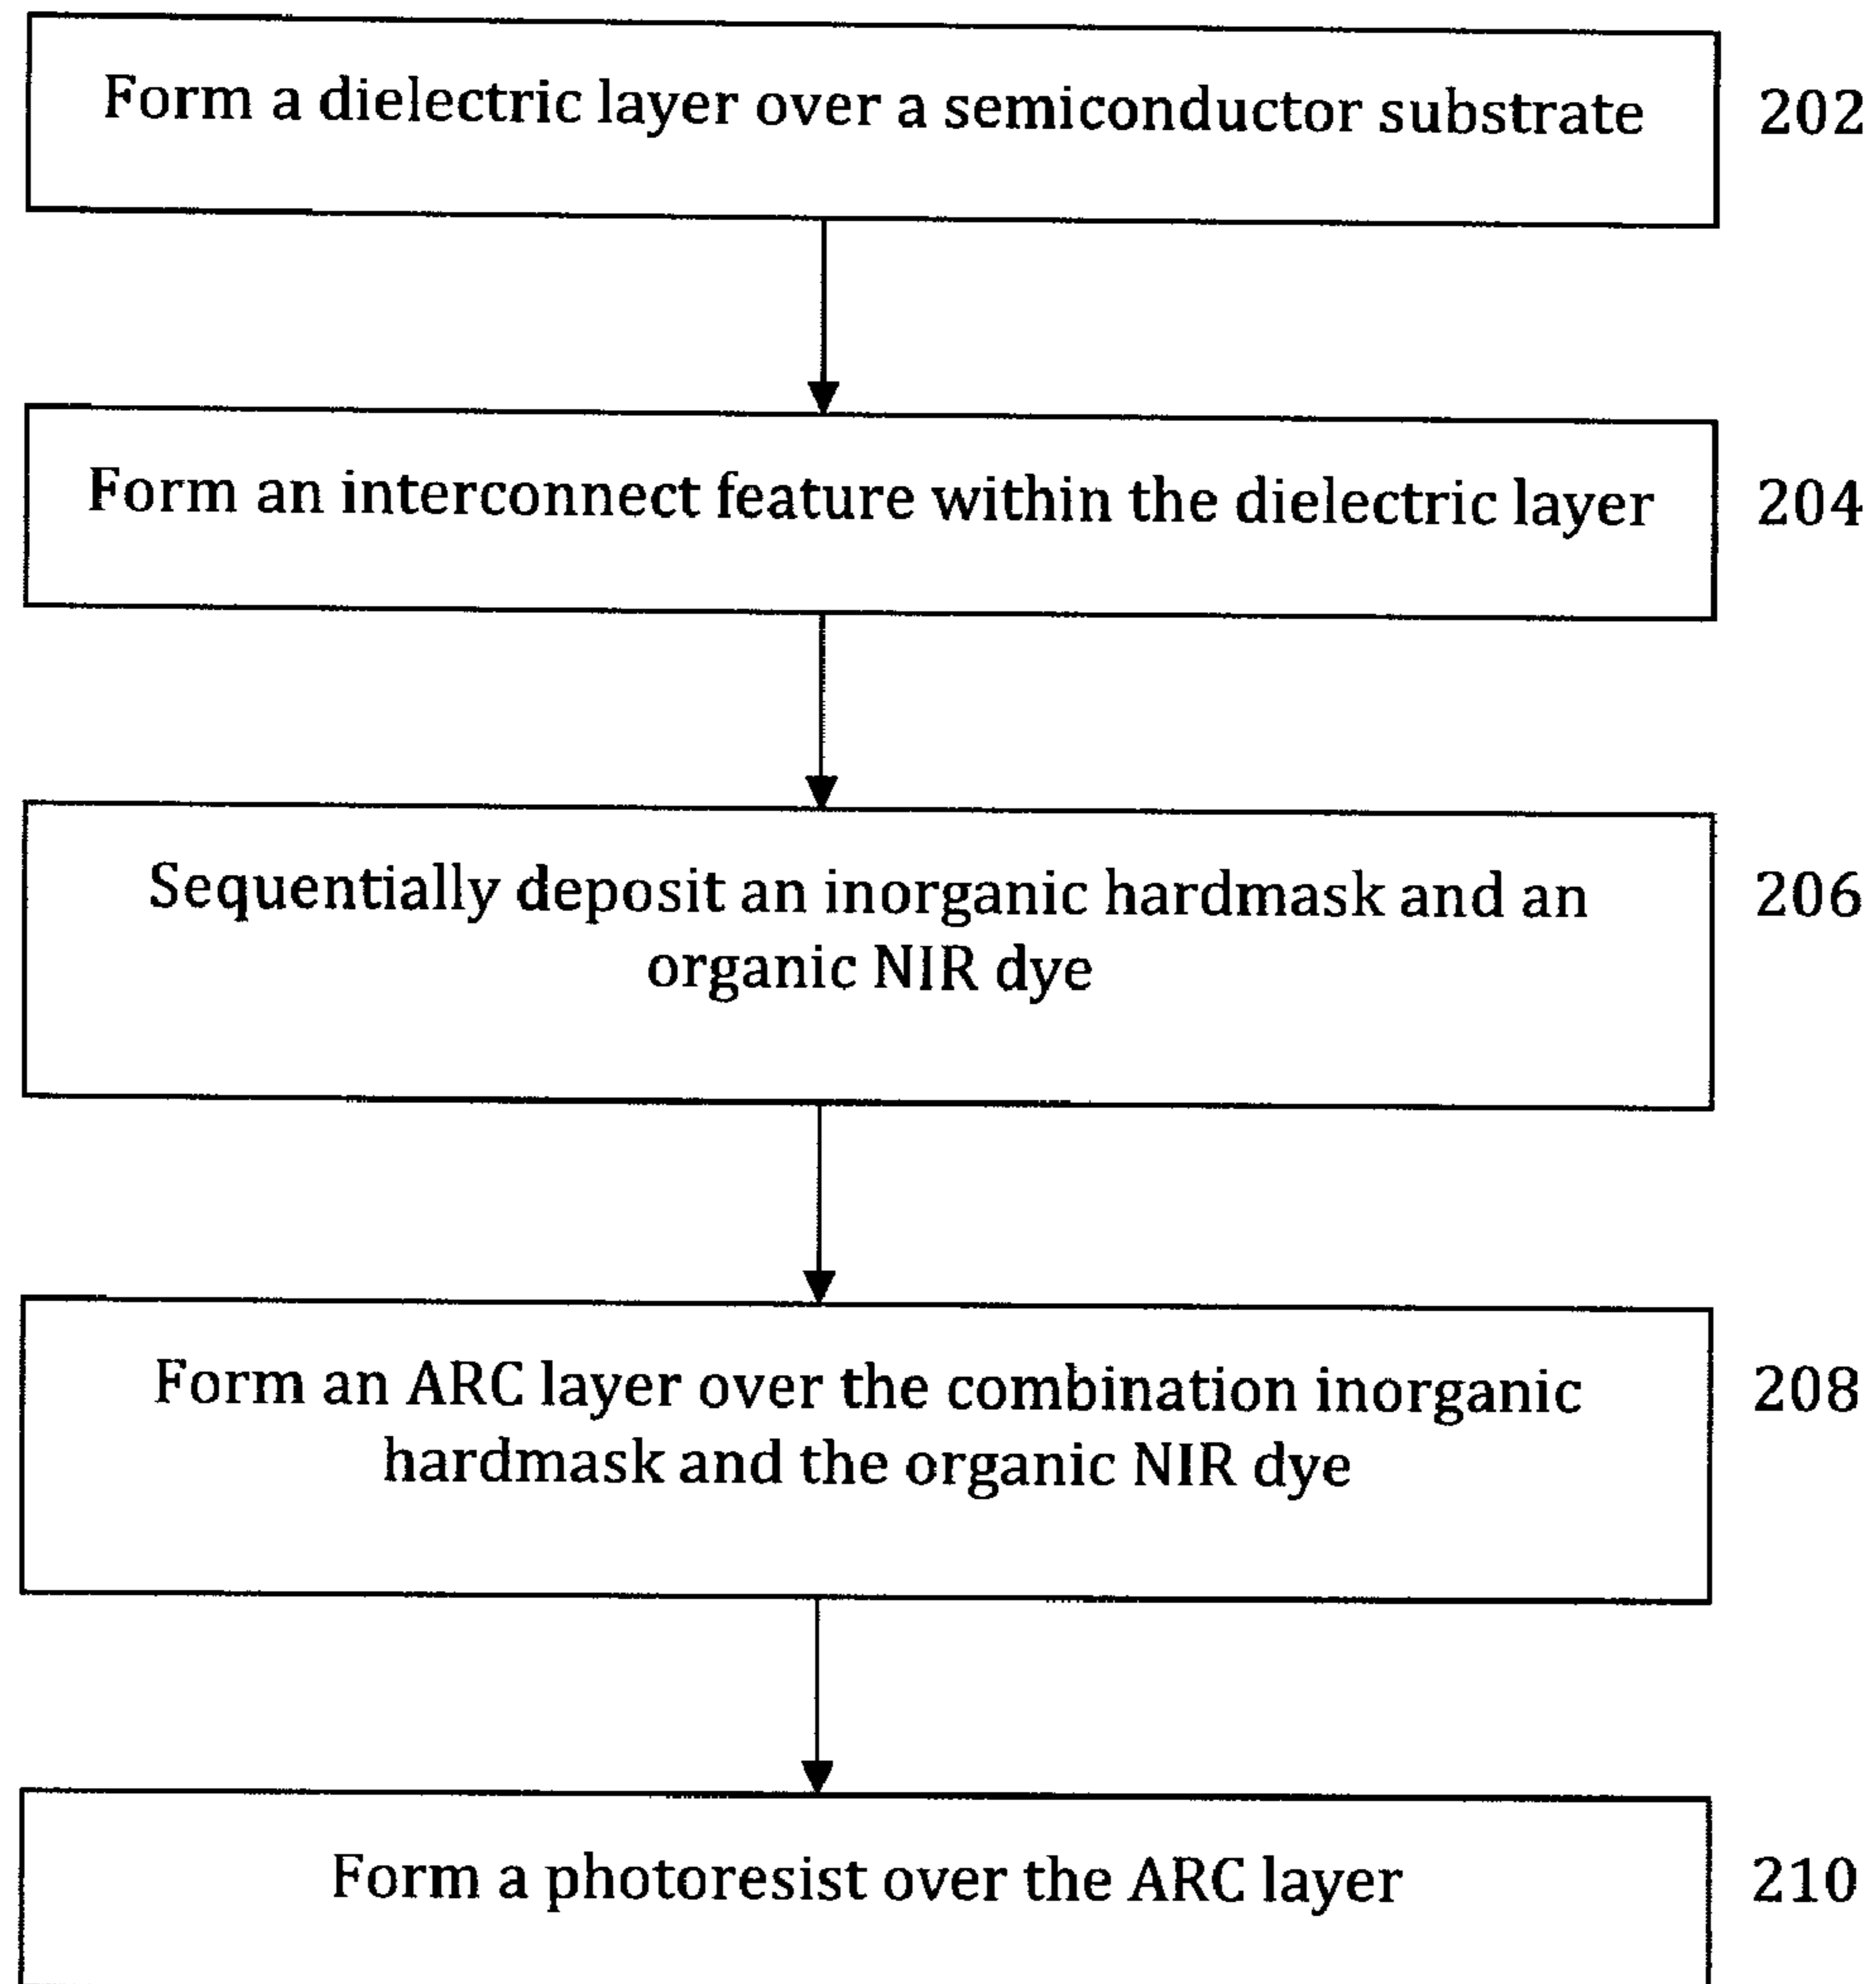 Form a dielectric layer over a semiconductor substrate 202
Form an interconnect feature within the dielectric layer 204
Sequentially deposit an inorganic hardmask and an 206
organic NIR dye
Form an ARC layer over the combination inorganic 208
hardmask and the organic NIR dye
Form a photoresist over the ARC layer 210